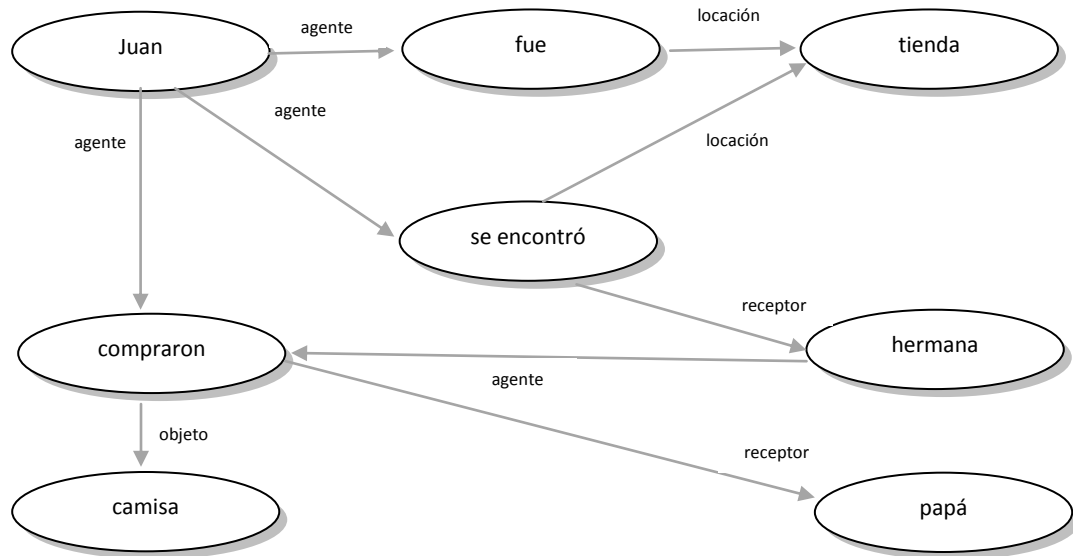 Juan
agente
fue
locación
tienda
agente
agente
locación
se encontró
receptor
compraron
hermana
agente
objeto
receptor
camisa
papá